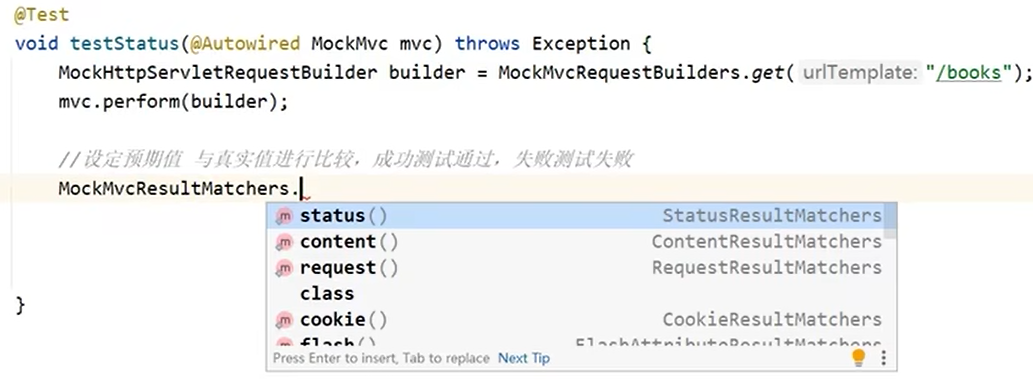 @Test
void testStatus(@Autowired MockMvc mvc) throws Exception {
MockHttpServletRequestBuilder builder = MockMvcRequestBuilders.get( urlTemplate: "/books");
mvc.perform(builder);
//设定预期值 与真实值进行比较，成功测试通过，失败测试失败
MockMvcResultMatchers.
status() StatusResultMatchers
content() ContentResultMatchers
request() RequestResultMatchers
class
cookie() CookieResultMatchers
flash() FlashAttributeResultMatchers
Press Enter to insert, Tab to replace Next Tip
}